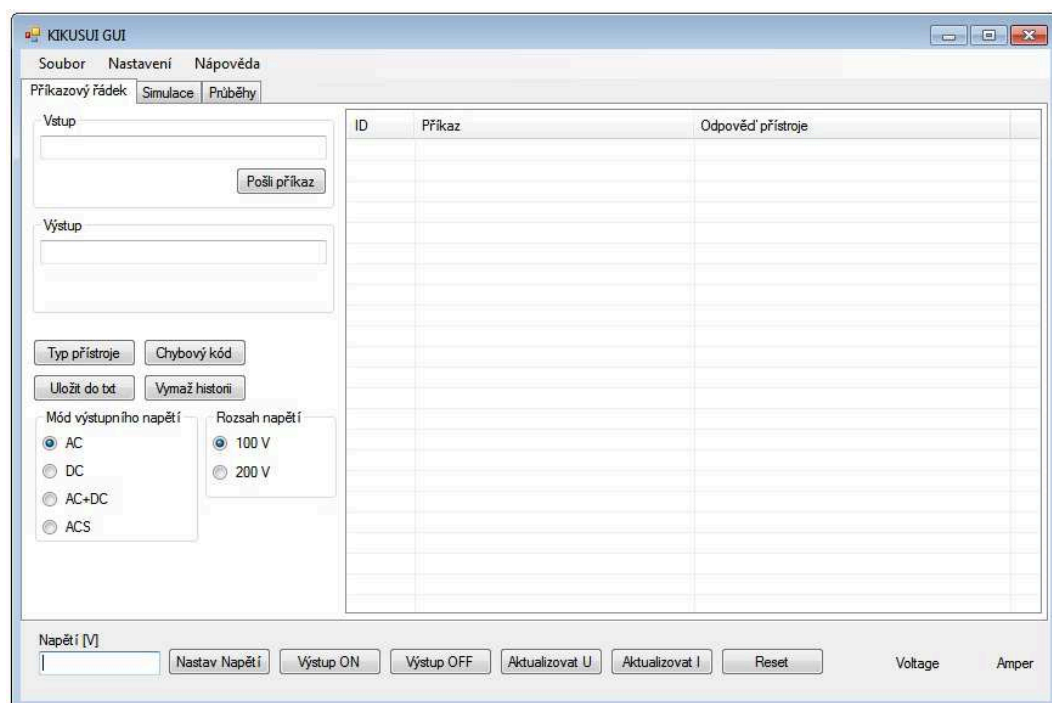 KIKUSUI GUI
Soubor Nastavení Nápověda
Příkazový řádek Simulace Průběhy
Vstup
Pošli příkaz
Výstup
Typ přístroje Chybový kód
Uložit do txt Vymaž historii
Mód výstupního napětí
AC
DC
AC+DC
ACS
Rozsah napětí
100 V
200 V
ID Příkaz Odpověď přístroje
Napětí [V]
Nastav Napětí Výstup ON Výstup OFF Aktualizovat U Aktualizovat I Reset Voltage Amper